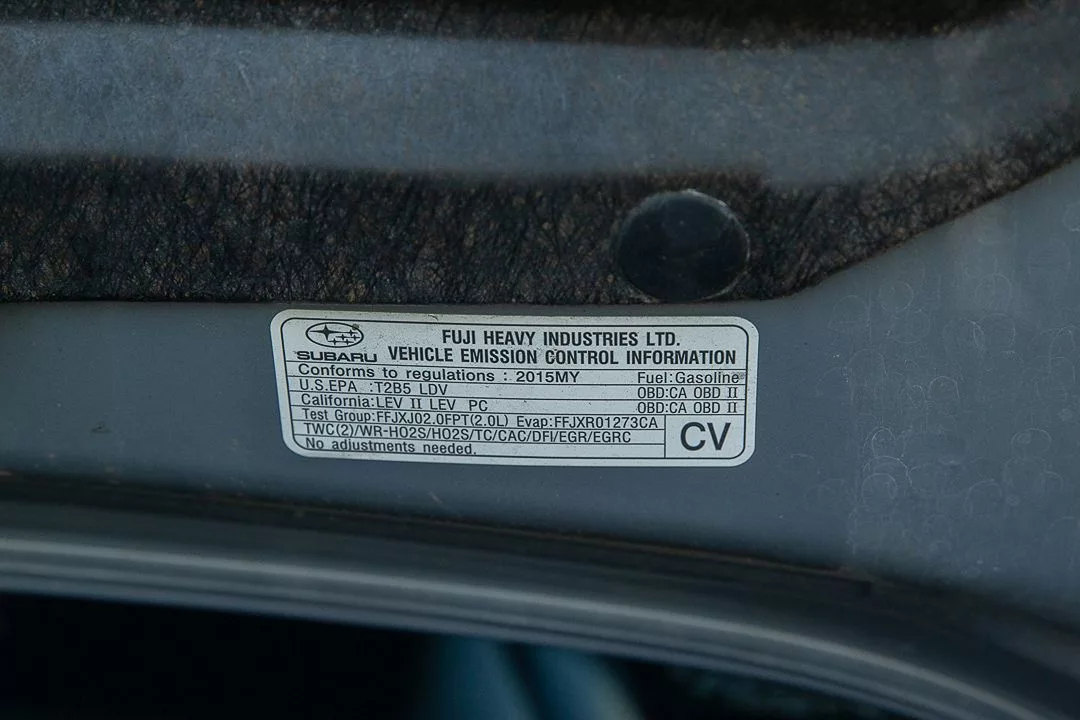 FUJI HEAVY INDUSTRIES LTD.
SUBARU VEHICLE EMISSION CONTROL INFORMATION
Conforms to regulations : 2015MY Fuel:Gasoline
U.S.EPA :T2B5 LDV OBD:CA OBD II
California:LEV II LEV PC OBD:CA OBD II
Test Group:FFJXJ02.0FPT(2.0L) Evap:FFJXR01273CA
TWC(2)/WR-HO2S/HO2S/TC/CAC/DFI/EGR/EGRC
CV
No adjustments needed.